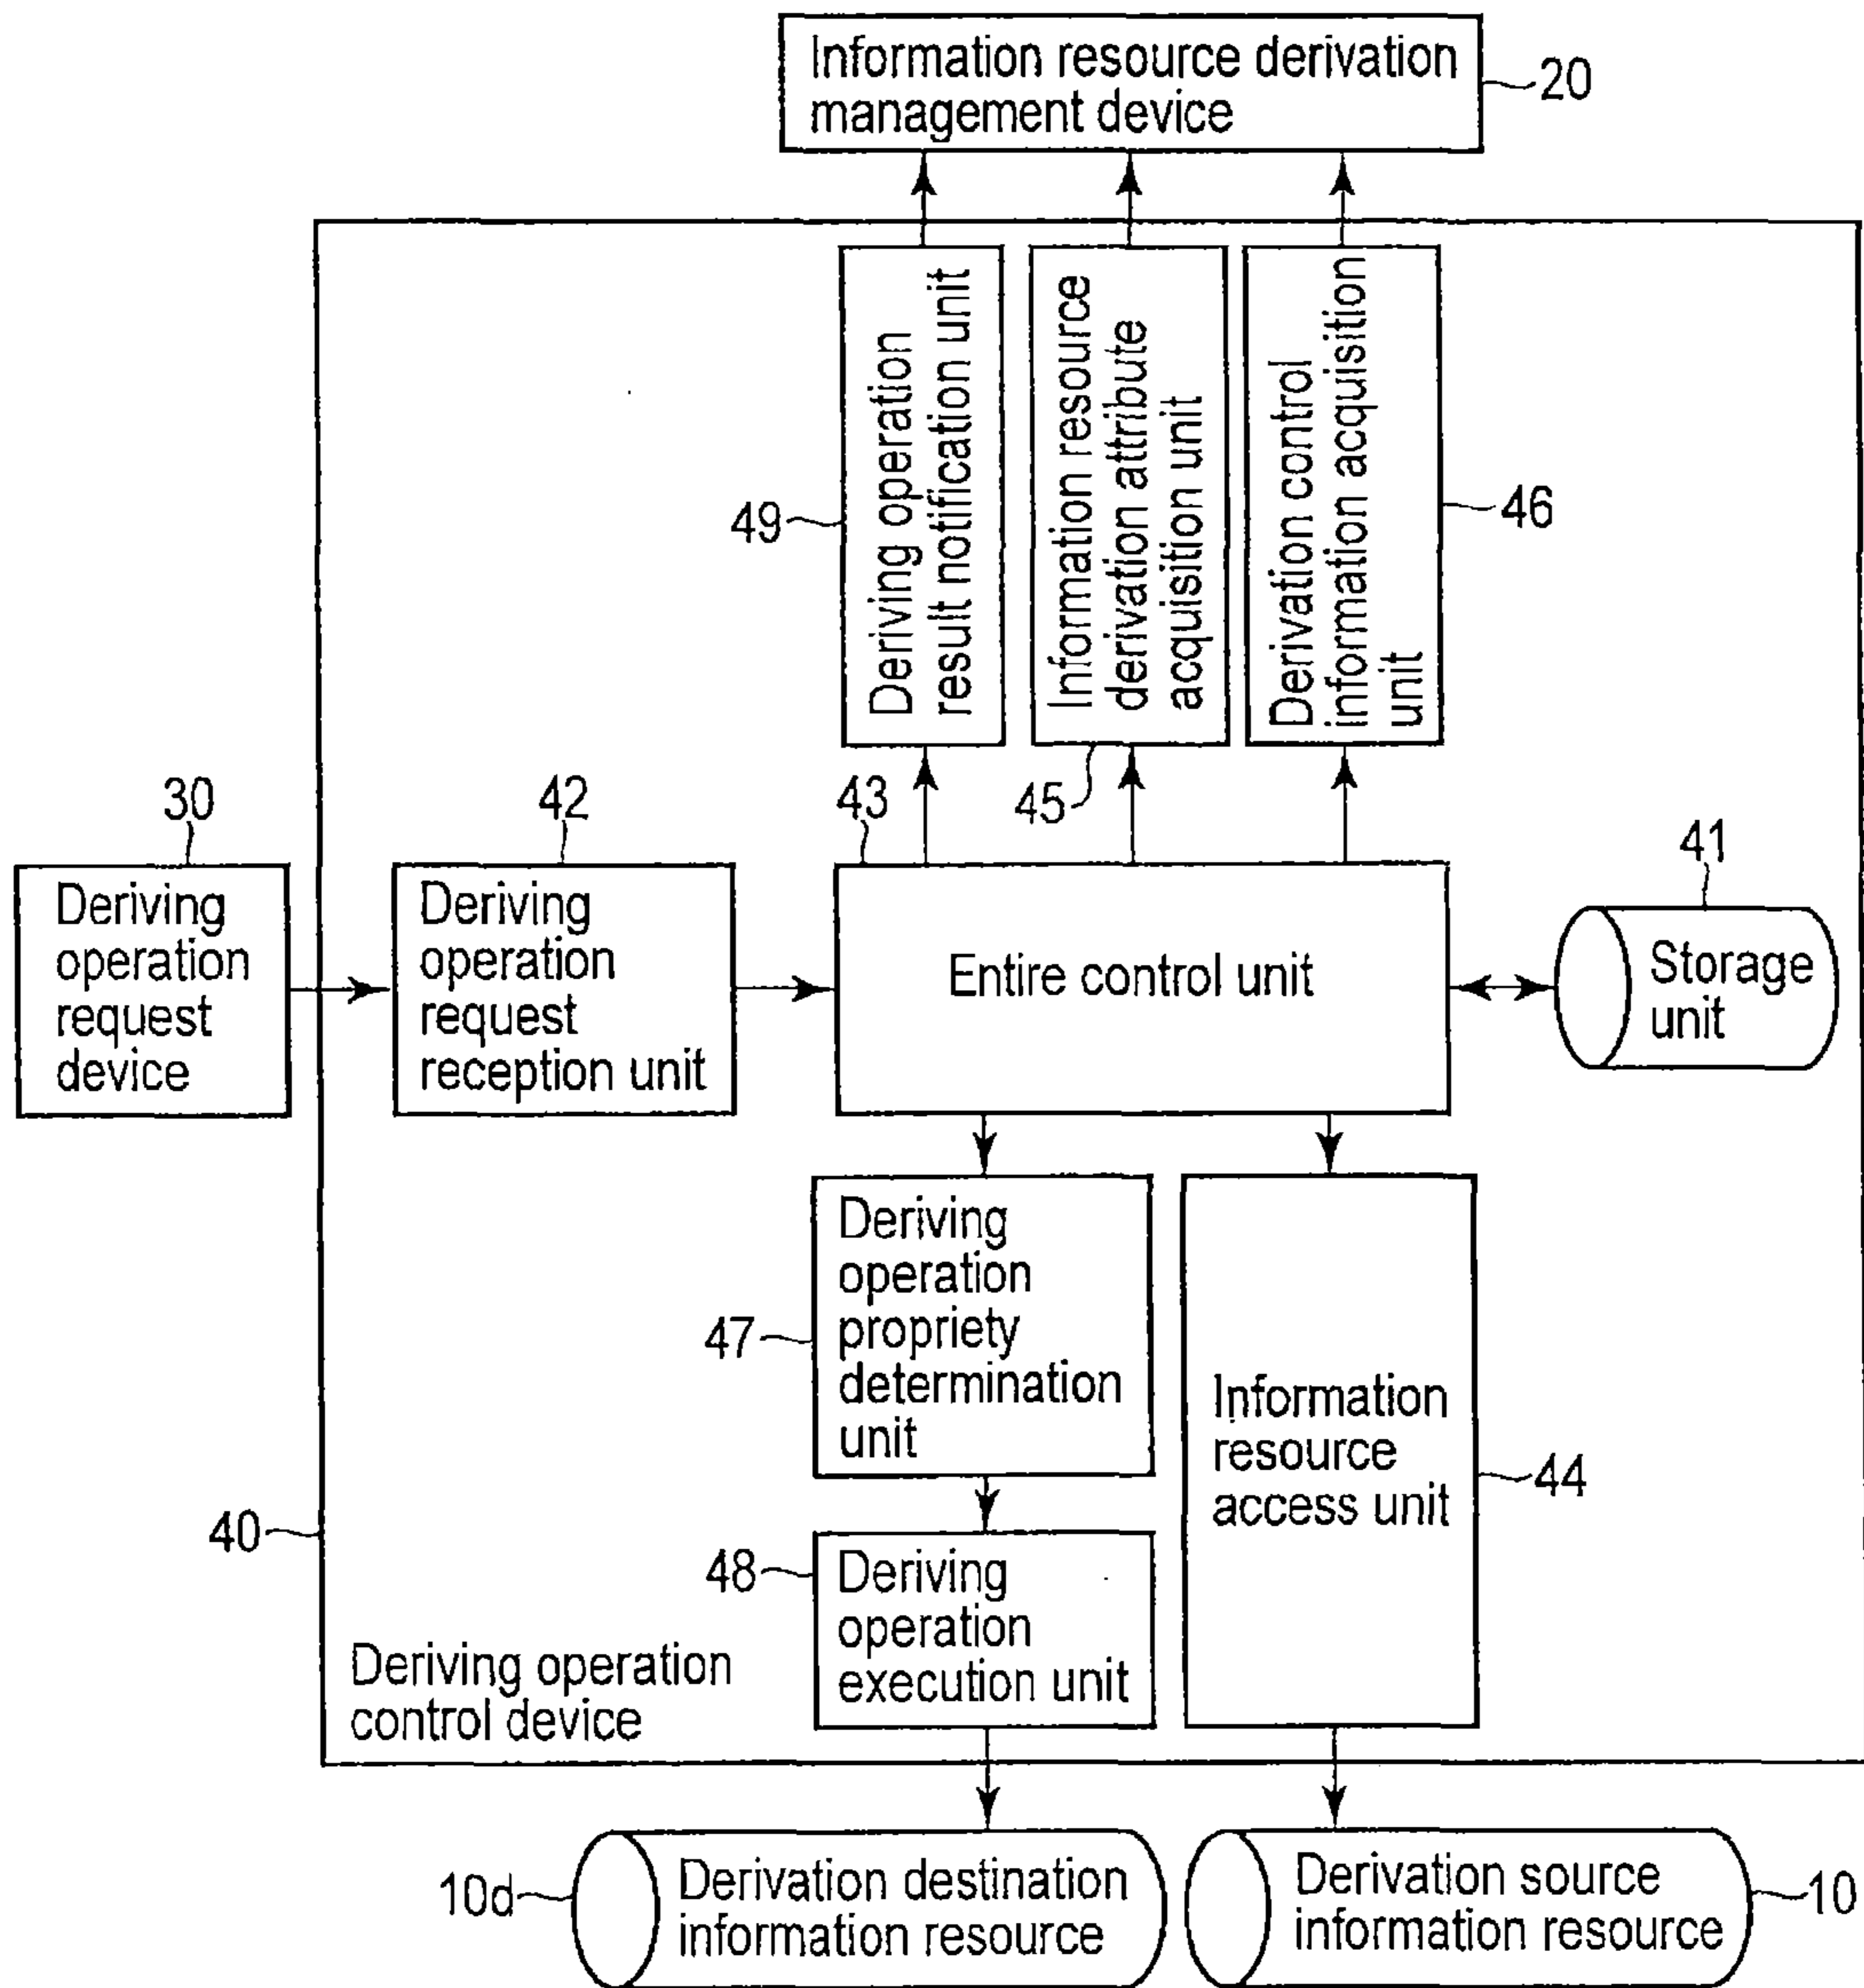 Information resource derivation
management device
20
Deriving operation
result notification unit
49
Information resource
derivation attribute
acquisition unit
45
Derivation control
information acquisition
unit
46
30
Deriving
operation
request
device
42
Deriving
operation
request
reception unit
43
Entire control unit
41
Storage
unit
47
Deriving
operation
propriety
determination
unit
Information
resource
access unit
44
40
48
Deriving
operation
execution unit
Deriving operation
control device
10d
Derivation destination
information resource
Derivation source
information resource
10